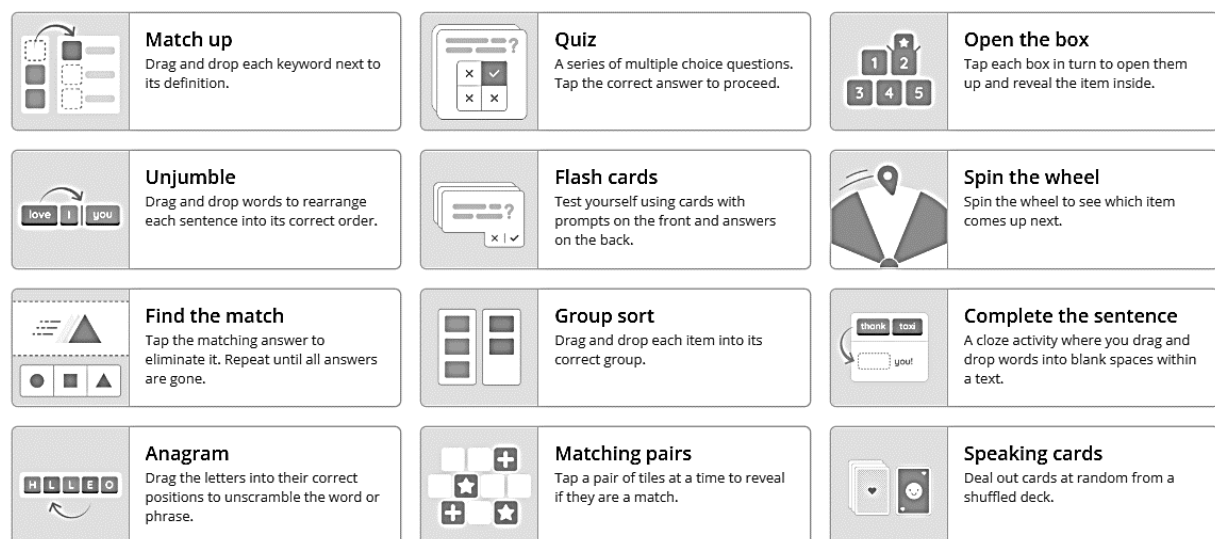 Match up
Drag and drop each keyword next to
its definition.
?
Quiz
A series of multiple choice questions.
Tap the correct answer to proceed.
1 2
3 4 5
Open the box
Tap each box in turn to open them
up and reveal the item inside.
love I you
Unjumble
Drag and drop words to rearrange
each sentence into its correct order.
?
Flash cards
Test yourself using cards with
prompts on the front and answers
on the back.
Spin the wheel
Spin the wheel to see which item
comes up next.
Find the match
Tap the matching answer to
eliminate it. Repeat until all answers
are gone.
Group sort
Drag and drop each item into its
correct group.
thank taxi
you!
Complete the sentence
A cloze activity where you drag and
drop words into blank spaces within
a text.
H L L E O
Anagram
Drag the letters into their correct
positions to unscramble the word or
phrase.
Matching pairs
Tap a pair of tiles at a time to reveal
if they are a match.
Speaking cards
Deal out cards at random from a
shuffled deck.